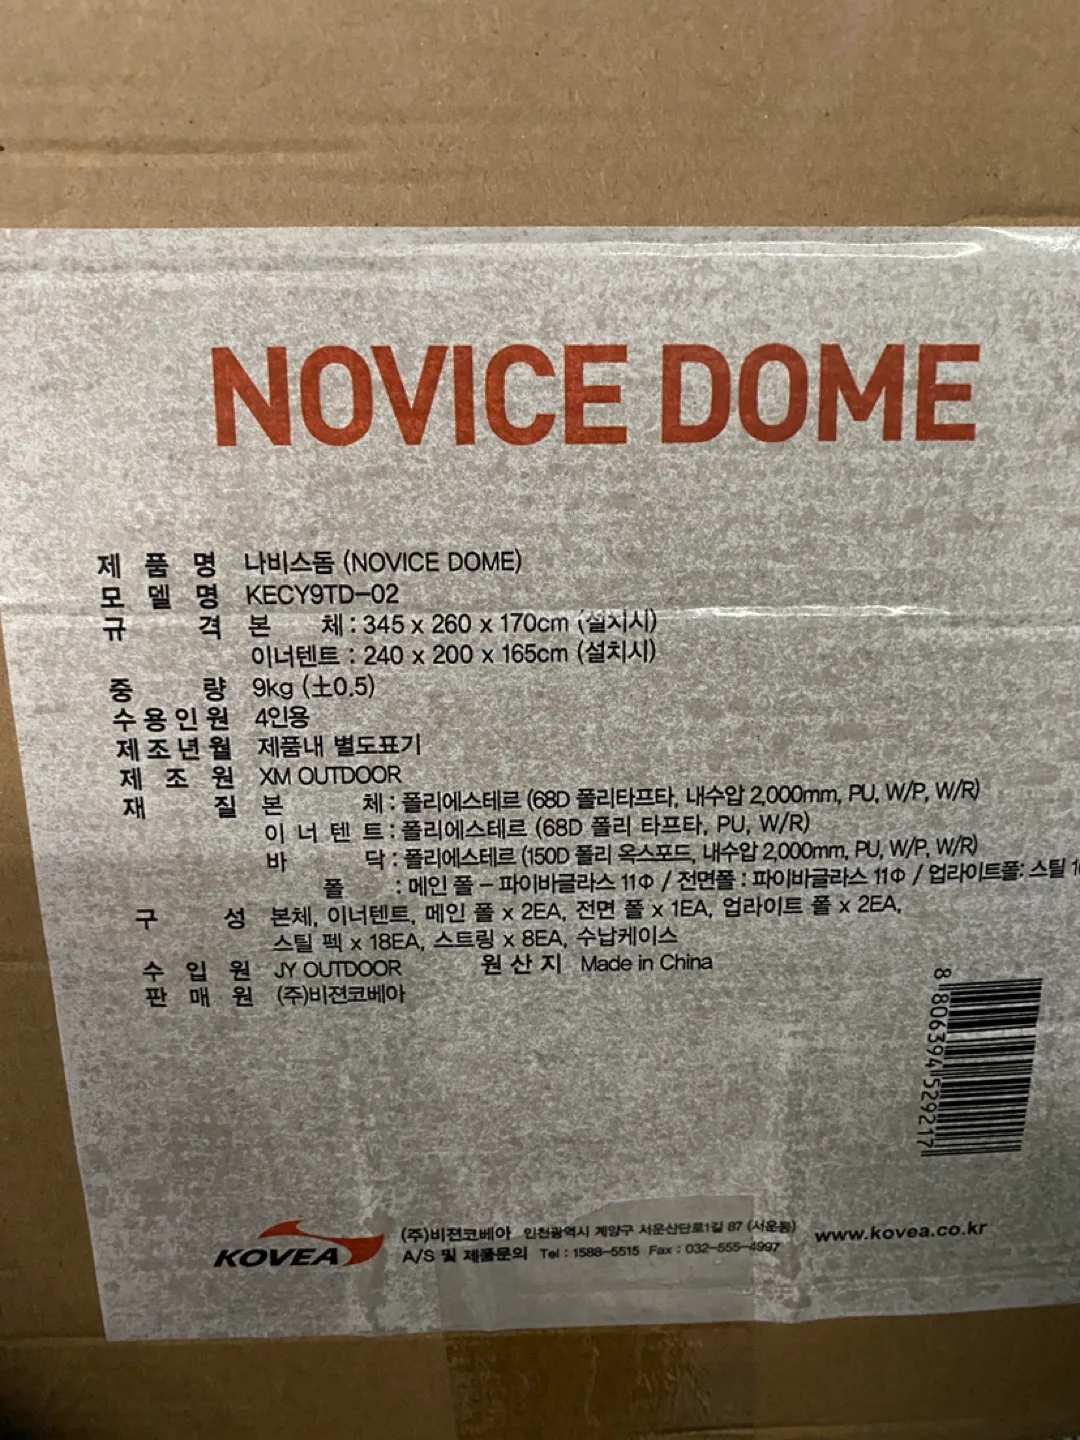 NOVICE DOME
제 품 명 나비스돔 (NOVICE DOME)
모 델 명 KECY9TD-02
규 격 본 체 : 345 x 260 x 170cm (설치시)
이너텐트 : 240 x 200 x 165cm (설치시)
중 량 9kg (±0.5)
수용인원 4인용
제조년월 제품내 별도표기
제 조 원 XM OUTDOOR
재 질 본 체 : 폴리에스테르 (68D 폴리타프타, 내수압 2,000mm, PU, W/P, W/R)
이 너 텐 트 : 폴리에스테르 (68D 폴리 타프타, PU, W/R)
바 닥 : 폴리에스테르 (150D 폴리 옥스포드, 내수압 2,000mm, PU, W/P, W/R)
폴 : 메인 폴 - 파이바글라스 11Φ / 전면폴 : 파이바글라스 11Φ / 업라이트폴: 스틸
구 성 본체, 이너텐트, 메인 폴 x 2EA, 전면 폴 x 1EA, 업라이트 폴 x 2EA,
스틸 펙 x 18EA, 스트링 x 8EA, 수납케이스
수 입 원 JY OUTDOOR 원 산 지 Made in China
판 매 원 (주)비젼코베아
8 806394 529217
KOVEA (주)비젼코베아 인천광역시 계양구 서운산단로1길 87 (서운동) www.kovea.co.kr
A/S 및 제품문의 Tel : 1588-5515 Fax : 032-555-4997